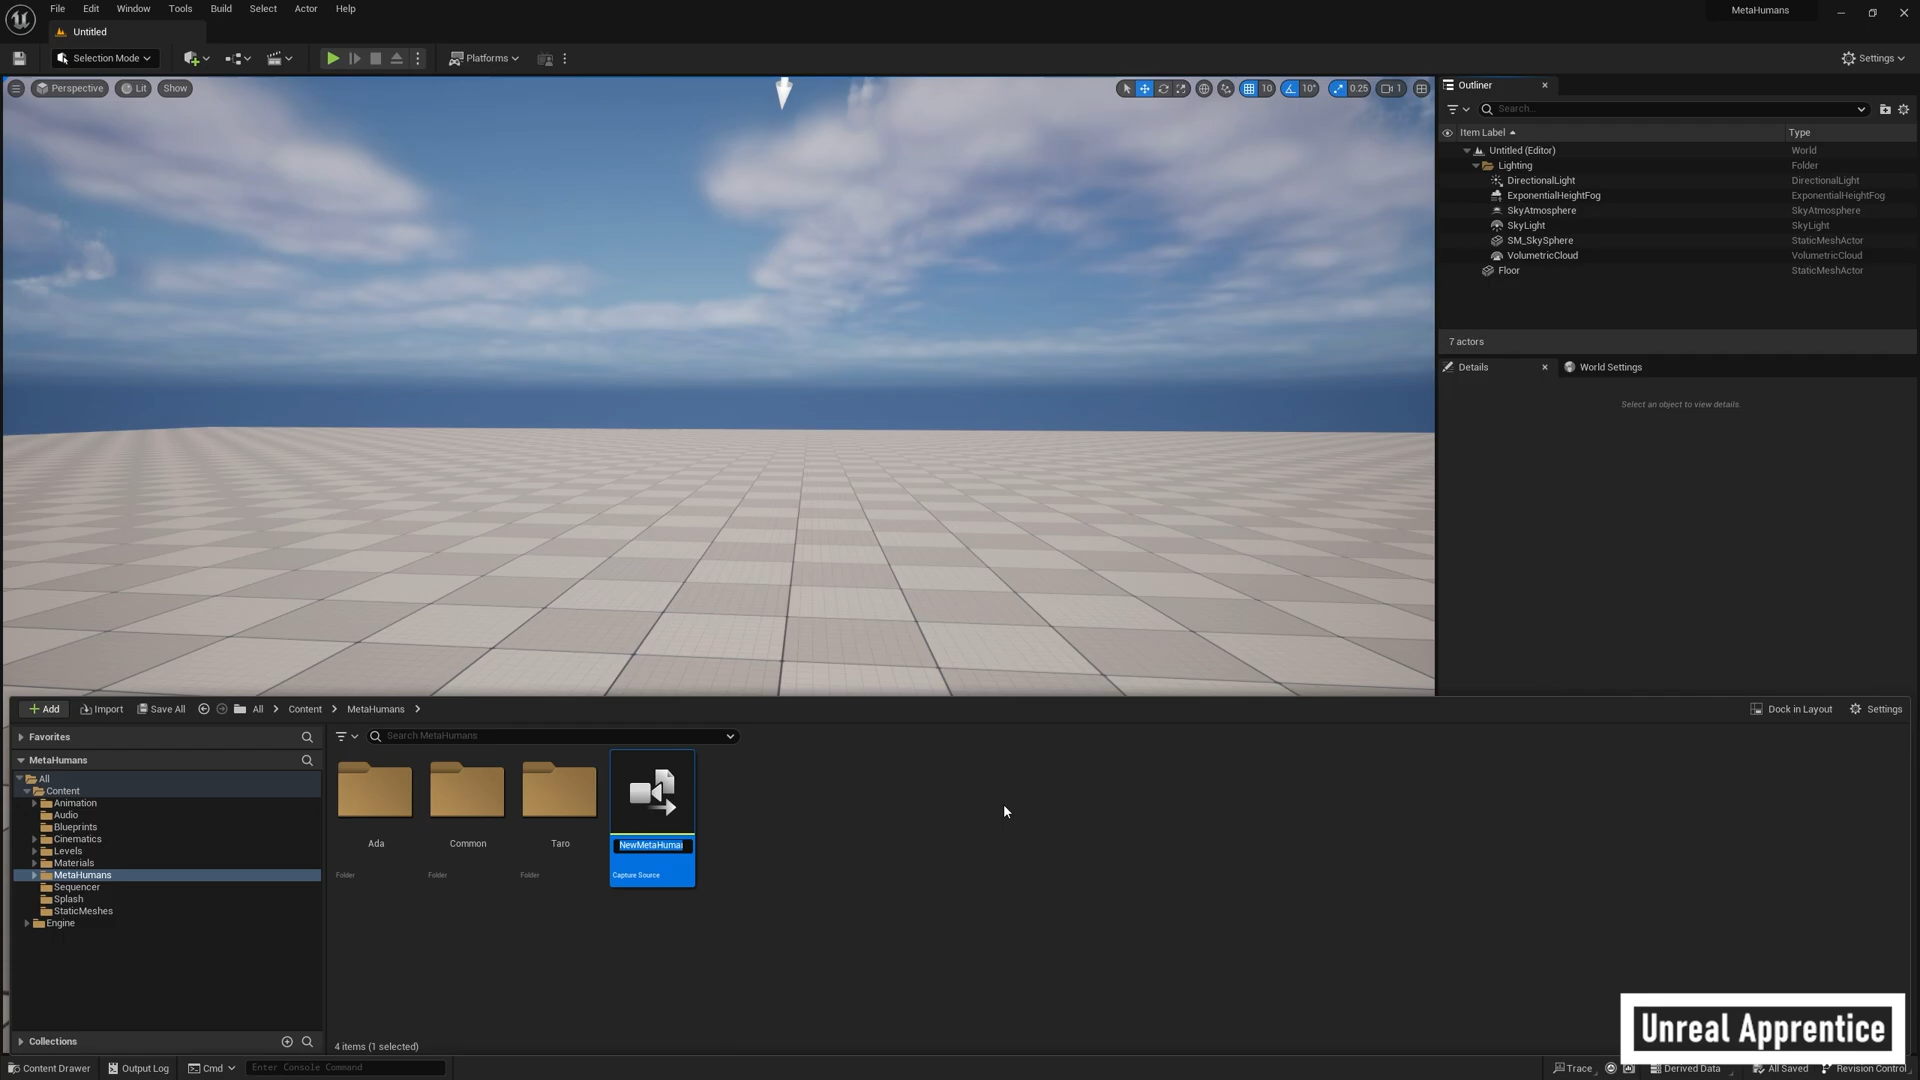 File Edit Window Tools Build Select Actor Help
MetaHumans
Untitled
Selection Mode
Platforms
Settings
Perspective
Lit
Show
10
10°
0.25
1
Outliner
Search...
Item Label
Type
Untitled (Editor) World
Lighting Folder
DirectionalLight DirectionalLight
ExponentialHeightFog ExponentialHeightFog
SkyAtmosphere SkyAtmosphere
SkyLight SkyLight
SM_SkySphere StaticMeshActor
VolumetricCloud VolumetricCloud
Floor StaticMeshActor
7 actors
Details
World Settings
Select an object to view details.
Add
Import
Save All
All
Content
MetaHumans
Dock in Layout
Settings
Favorites
MetaHumans
All
Content
Animation
Audio
Blueprints
Cinematics
Levels
Materials
MetaHumans
Sequencer
Splash
StaticMeshes
Engine
Collections
Search MetaHumans
Ada
Folder
Common
Folder
Taro
Folder
NewMetaHuma
Capture Source
4 items (1 selected)
Unreal Apprentice
Content Drawer
Output Log
Cmd
Enter Console Command
Trace
Derived Data
All Saved
Revision Control